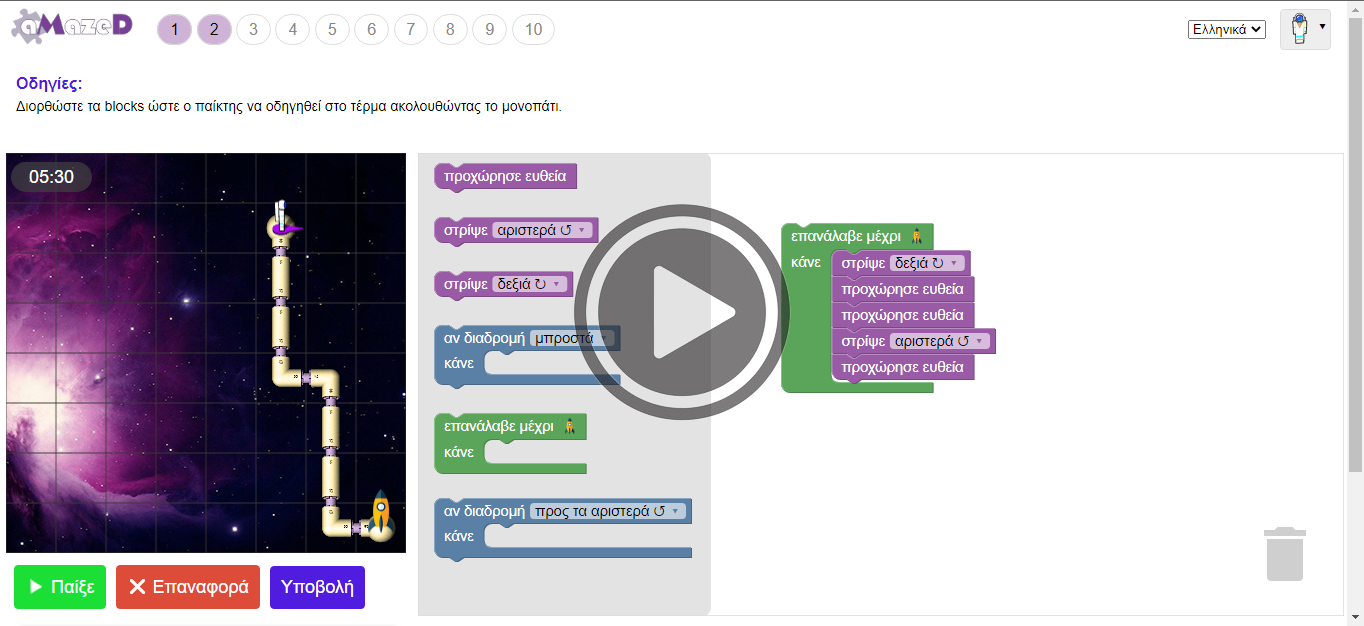 aMazeD
1 2 3 4 5 6 7 8 9 10
Ελληνικά
Οδηγίες:
Διορθώστε τα blocks ώστε ο παίκτης να οδηγηθεί στο τέρμα ακολουθώντας το μονοπάτι.
05:30
προχώρησε ευθεία
στρίψε αριστερά ↺
στρίψε δεξιά ↻
αν διαδρομή μπροστά
κάνε
επανάλαβε μέχρι
κάνε
αν διαδρομή προς τα αριστερά ↺
κάνε
επανάλαβε μέχρι
κάνε στρίψε δεξιά ↻
προχώρησε ευθεία
προχώρησε ευθεία
στρίψε αριστερά ↺
προχώρησε ευθεία
Παίξε
Επαναφορά
Υποβολή